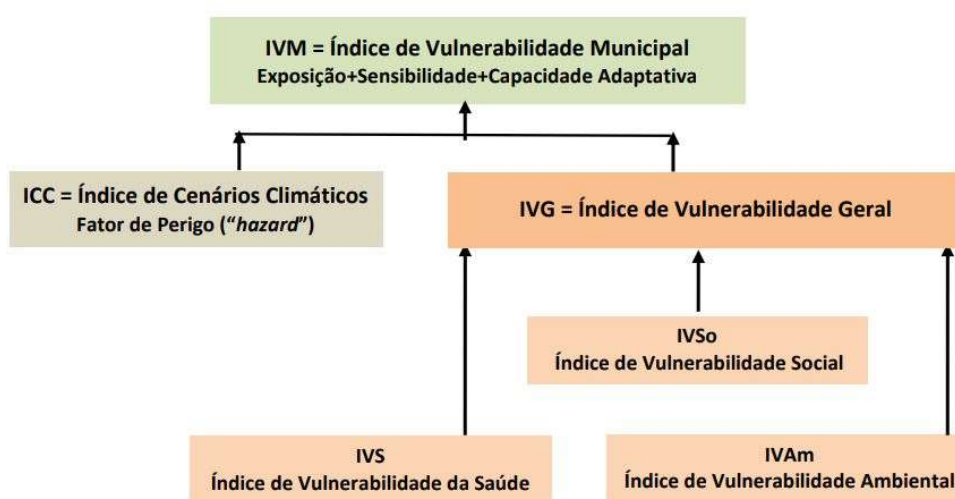 IVM = Índice de Vulnerabilidade Municipal
Exposição+Sensibilidade+Capacidade Adaptativa
ICC = Índice de Cenários Climáticos
Fator de Perigo (“hazard”)
IVG = Índice de Vulnerabilidade Geral
IVSo
Índice de Vulnerabilidade Social
IVS
Índice de Vulnerabilidade da Saúde
IVAm
Índice de Vulnerabilidade Ambiental